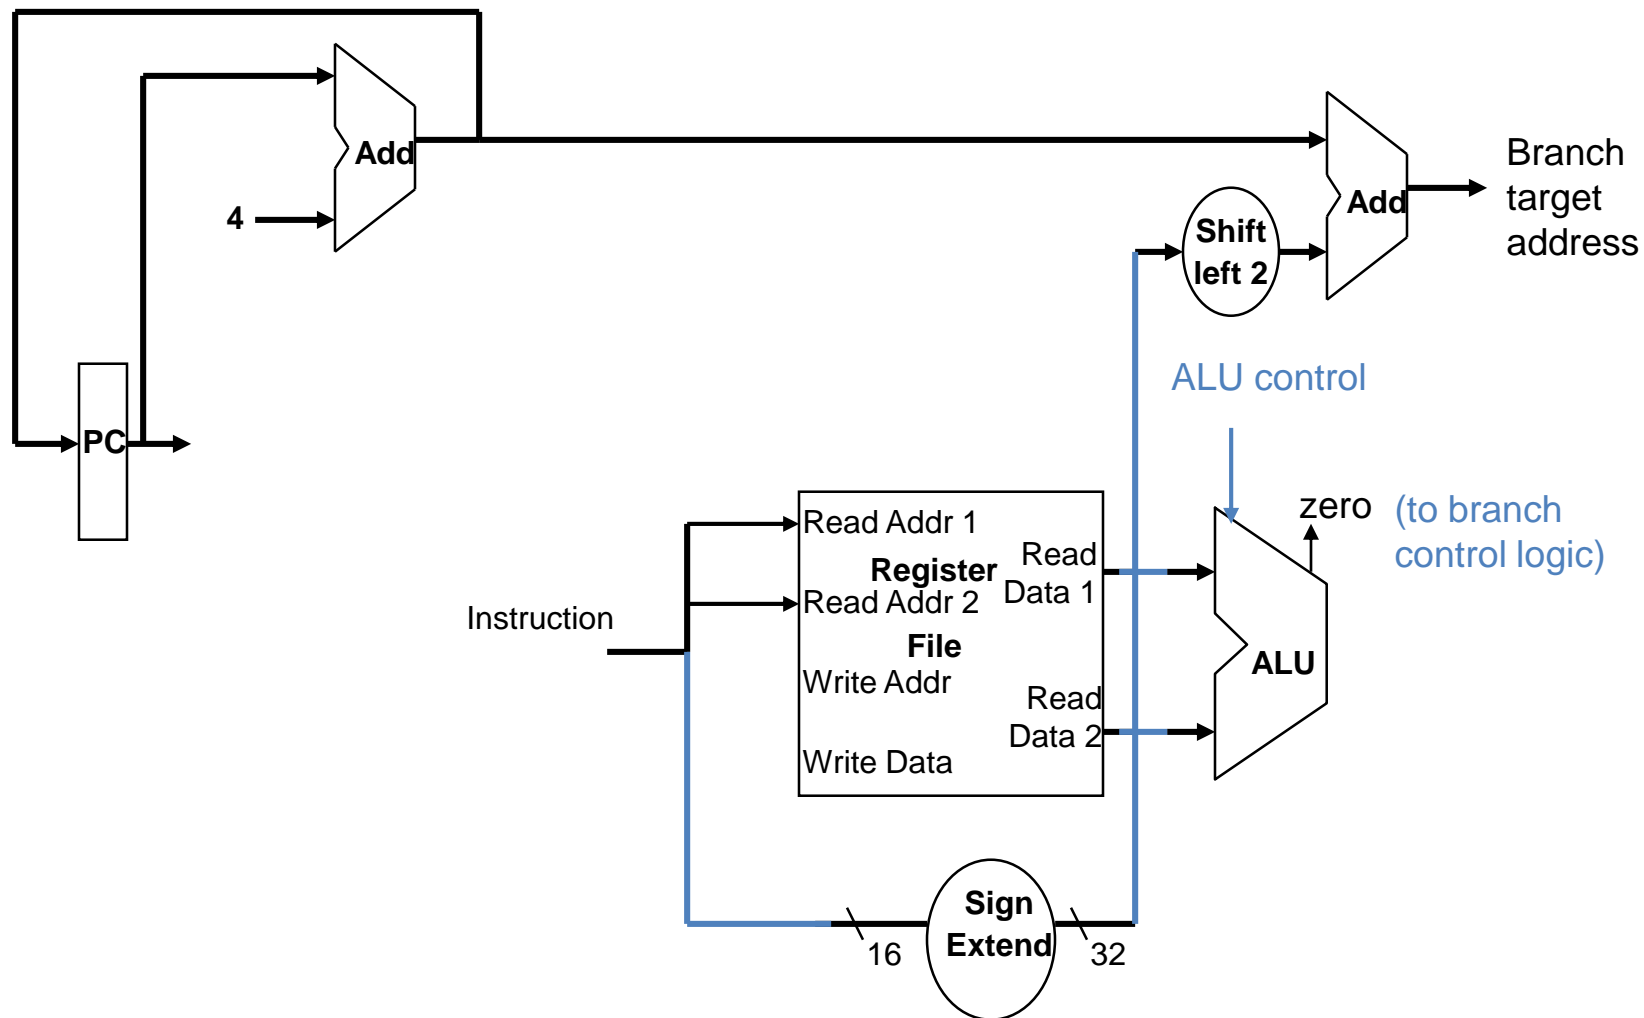 Add
4
Add
Branch
target
address
Shift
left 2
ALU control
PC
Instruction
Read Addr 1
Register
Read Addr 2
File
Write Addr
Write Data
Read
Data 1
Read
Data 2
zero
(to branch
control logic)
ALU
Sign
Extend
16
32